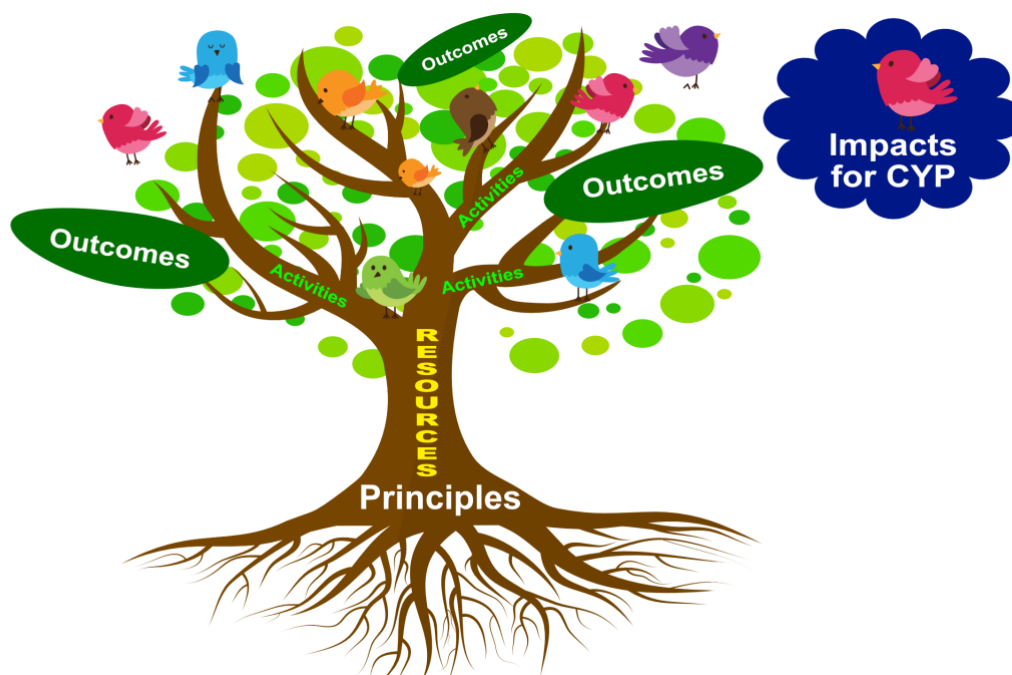 Outcomes
Outcomes
Impacts
for CYP
Activities
Outcomes
Activities
Activities
RESOURCES
Principles